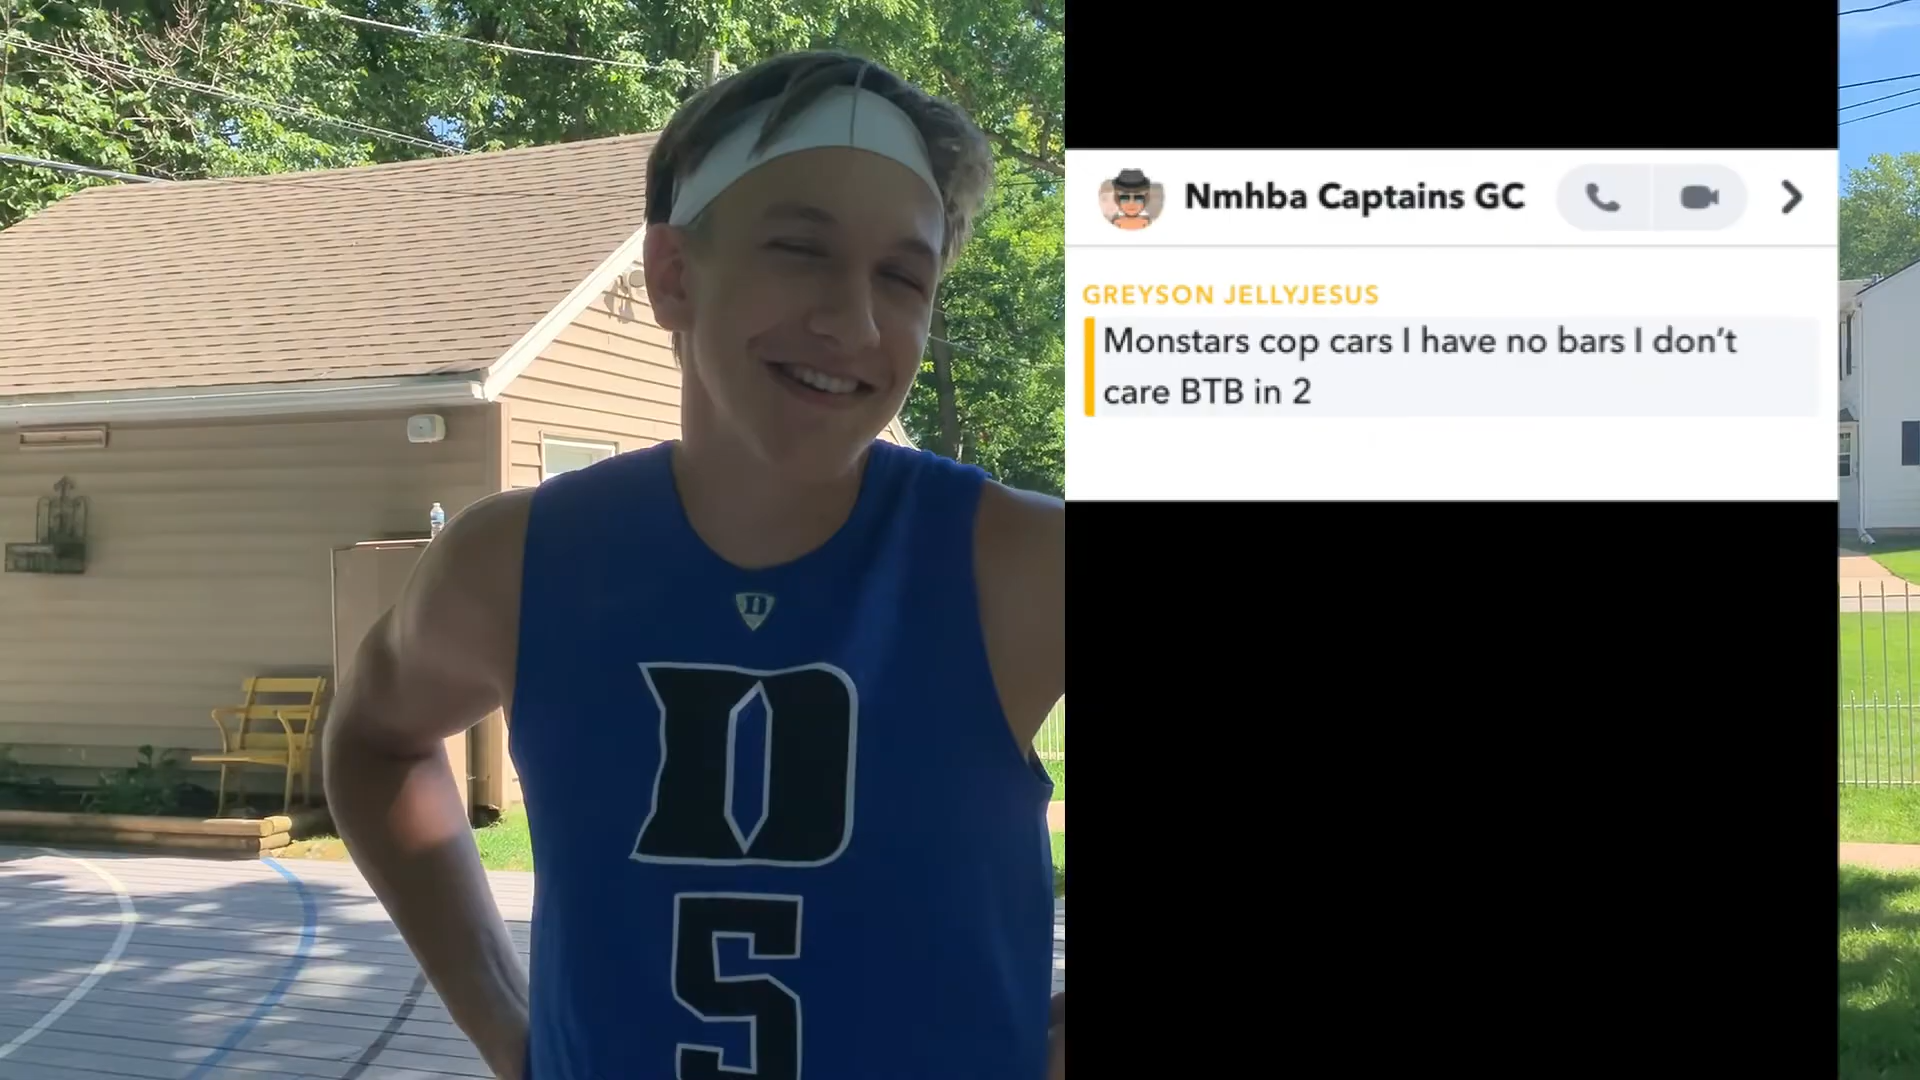 D
D
5
Nmhba Captains GC
GREYSON JELLYJESUS
Monstars cop cars I have no bars I don't
care BTB in 2